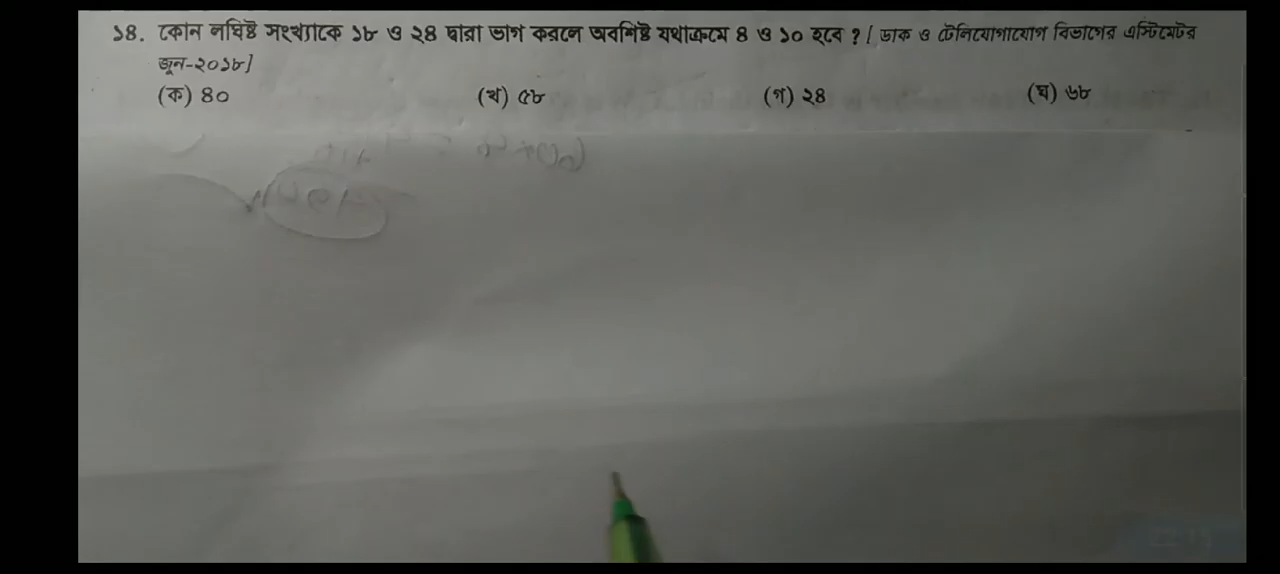 ১৪. কোন লঘিষ্ট সংখ্যাকে ১৮ ও ২৪ দ্বারা ভাগ করলে অবশিষ্ট যথাক্রমে ৪ ও ১০ হবে ? [ ডাক ও টেলিযোগাযোগ বিভাগের এস্টিমেটর
জুন-২০১৮]
(ক) ৪০ (খ) ৫৮ (গ) ২৪ (ঘ) ৬৮